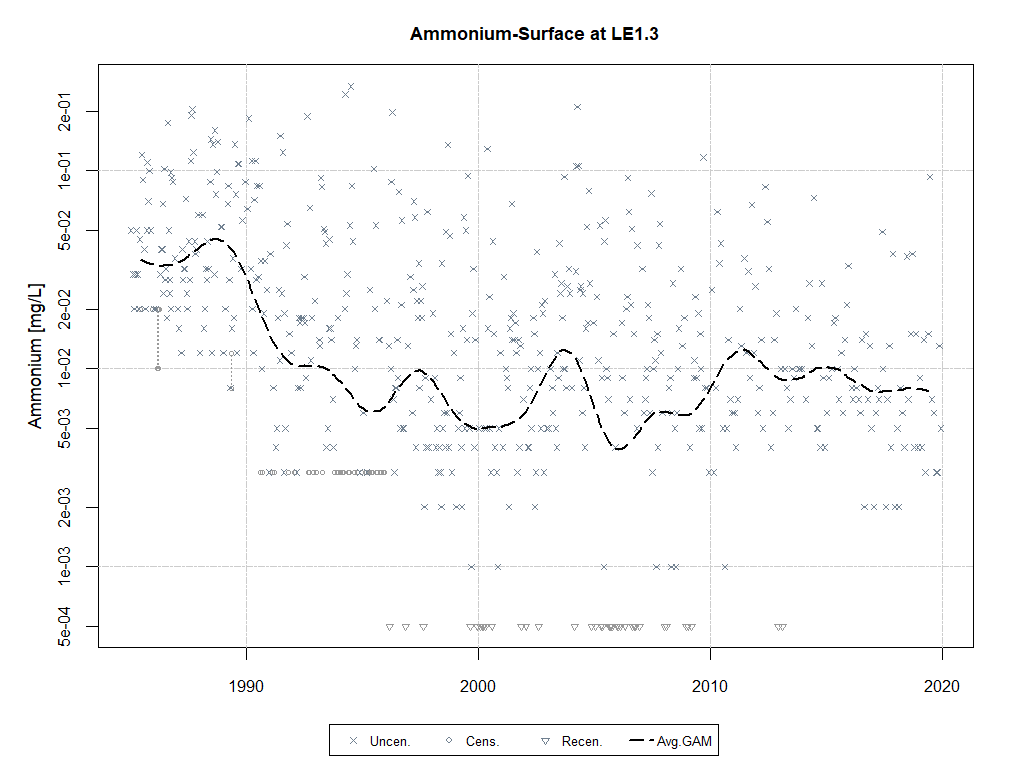 Ammonium-Surface at LE1.3
Ammonium [mg/L]
2e-01
1e-01
5e-02
2e-02
1e-02
5e-03
2e-03
1e-03
5e-04
1990 2000 2010 2020
Uncen. Cens. Recen. Avg.GAM